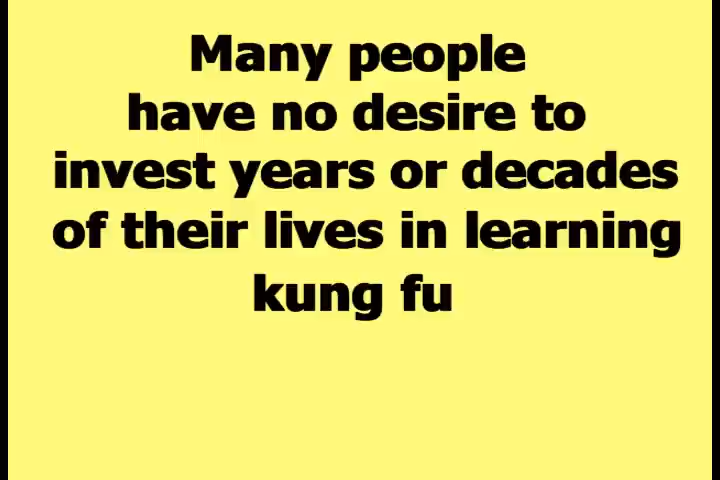 Many people
have no desire to
invest years or decades
of their lives in learning
kung fu